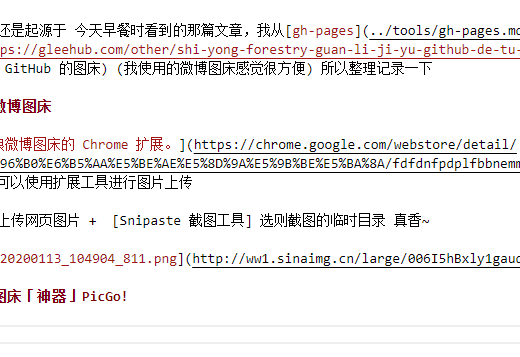 还是起源于 今天早餐时看到的那篇文章，我从[gh-pages](../tools/gh-pages.md
ps://gleehub.com/other/shi-yong-forestry-guan-li-ji-yu-github-de-tu-
GitHub 的图床) (我使用的微博图床感觉很方便) 所以整理记录一下
微博图床
浪微博图床的 Chrome 扩展。](https://chrome.google.com/webstore/detail/
96%B0%E6%B5%AA%E5%BE%AE%E5%8D%9A%E5%9B%BE%E5%BA%8A/fdfdnfpdplfbbnemm
可以使用扩展工具进行图片上传
上传网页图片 + [Snipaste 截图工具] 选则截图的临时目录 真香~
20200113_104904_811.png](http://ww1.sinaimg.cn/large/006I5hBxly1gauc
图床「神器」PicGo!